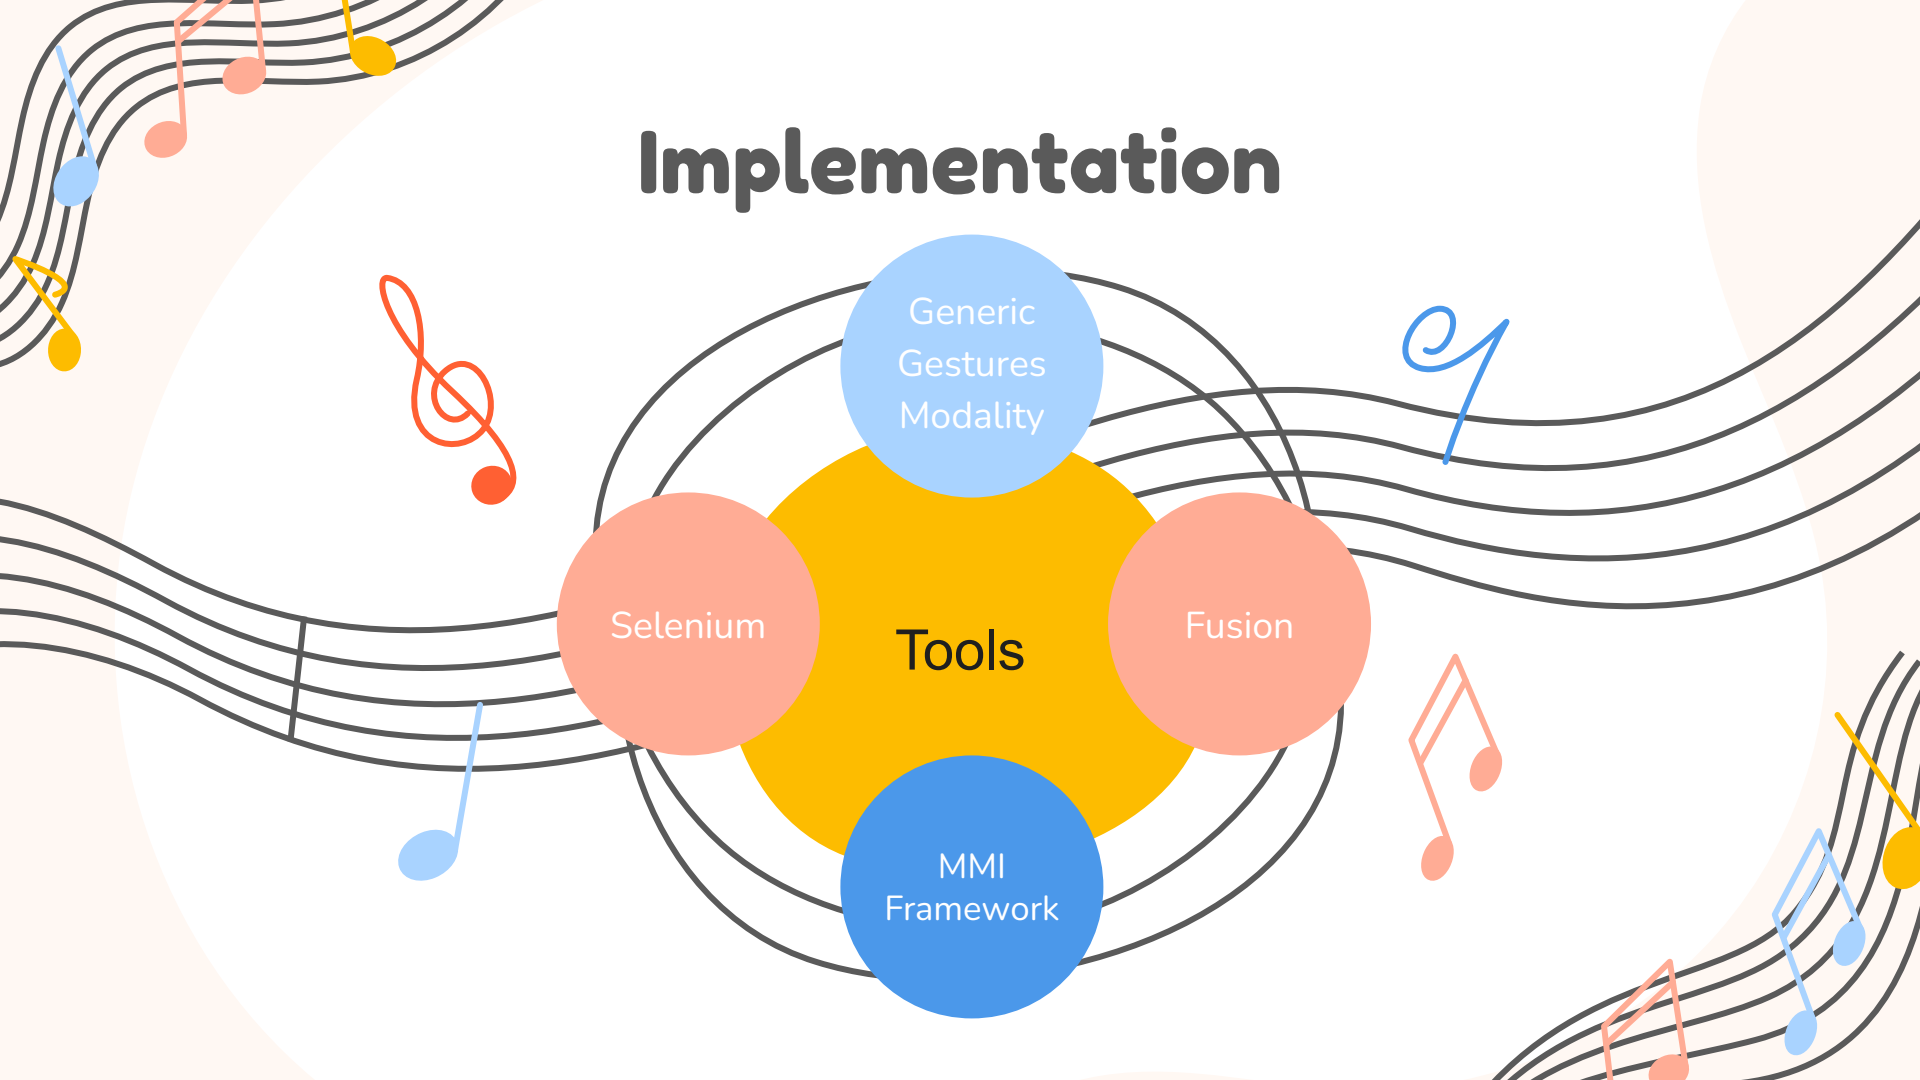 Implementation
Generic
Gestures
Modality
Selenium
Tools
Fusion
MMI
Framework